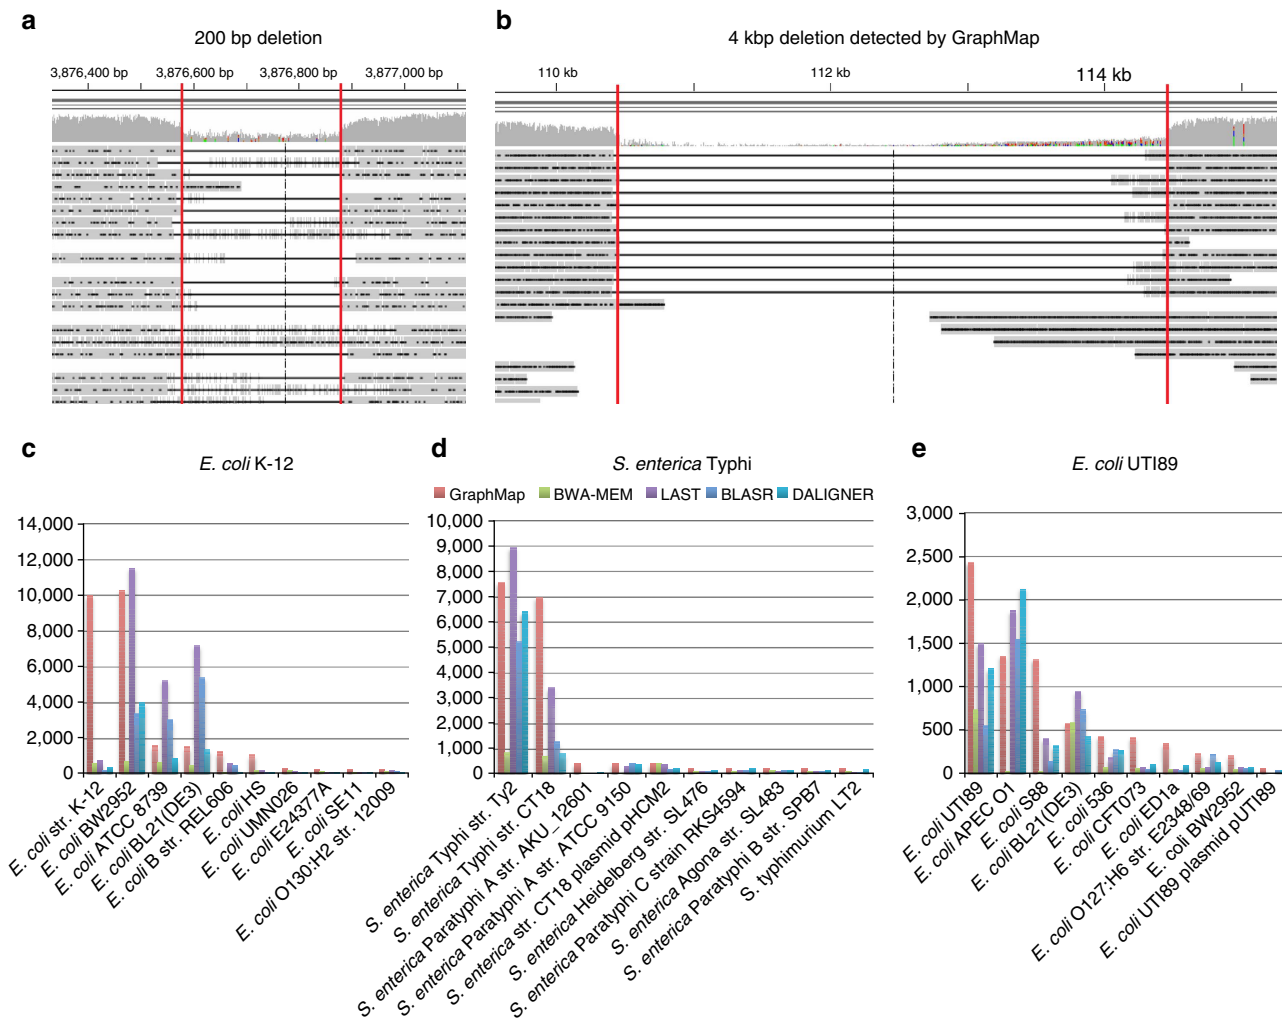 a
200 bp deletion
3,876,400 bp 3,876,600 bp 3,876,800 bp 3,877,000 bp
b
4 kbp deletion detected by GraphMap
110 kb 112 kb 114 kb
c
E. coli K-12
14,000
12,000
10,000
8,000
6,000
4,000
2,000
0
E. coli str. K-12
E. coli BW2952
E. coli ATCC 8739
E. coli BL21(DE3)
E. coli B str. REL606
E. coli HS
E. coli UMN026
E. coli E24377A
E. coli SE11
E. coli O130:H2 str. 12009
d
S. enterica Typhi
GraphMap BWA-MEM LAST BLASR DALIGNER
10,000
9,000
8,000
7,000
6,000
5,000
4,000
3,000
2,000
1,000
0
S. enterica Typhi str. Ty2
S. enterica Typhi str. CT18
S. enterica Paratyphi A str. AKU_12601
S. enterica Paratyphi A str. ATCC 9150
S. enterica str. CT18 plasmid pHCM2
S. enterica Heidelberg str. SL476
S. enterica Paratyphi C strain RKS4594
S. enterica Agona str. SL483
S. enterica Paratyphi B str. SPB7
S. typhimurium LT2
e
E. coli UTI89
3,000
2,500
2,000
1,500
1,000
500
0
E. coli UTI89
E. coli APEC O1
E. coli S88
E. coli BL21(DE3)
E. coli 536
E. coli CFT073
E. coli ED1a
E. coli O127:H6 str. E2348/69
E. coli BW2952
E. coli UTI89 plasmid pUTI89